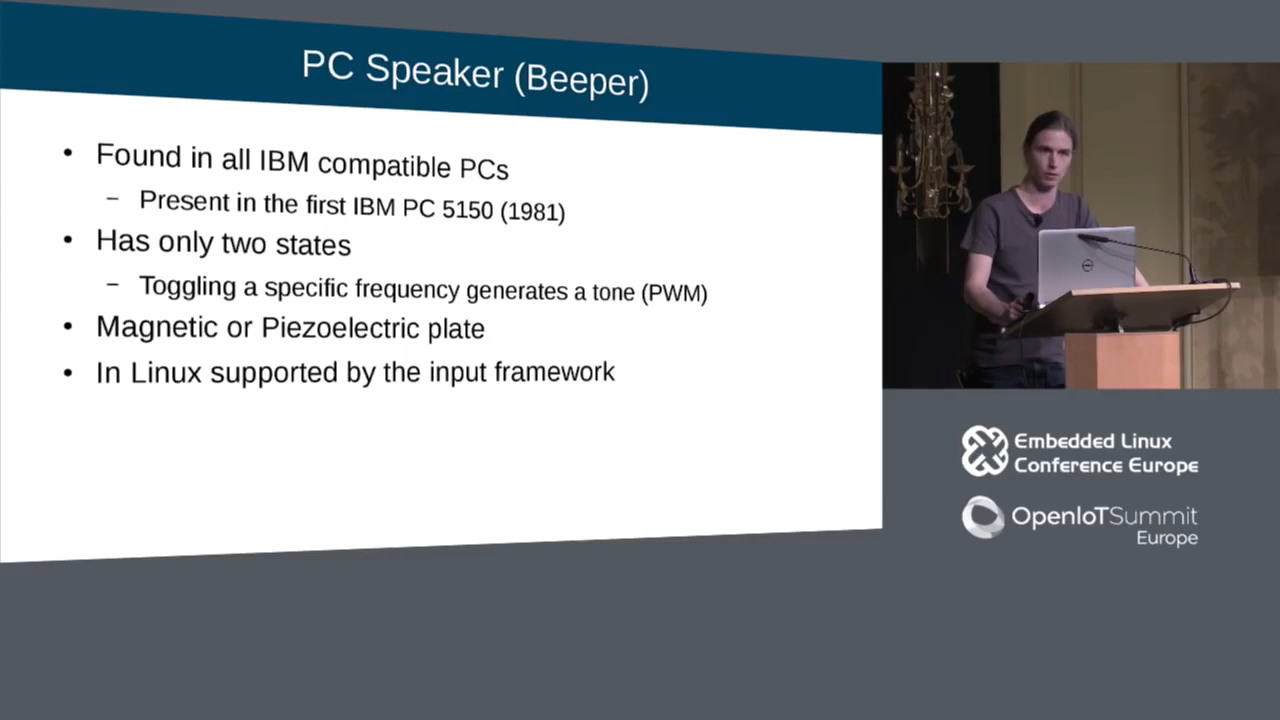 PC Speaker (Beeper)
• Found in all IBM compatible PCs
– Present in the first IBM PC 5150 (1981)
• Has only two states
– Toggling a specific frequency generates a tone (PWM)
• Magnetic or Piezoelectric plate
• In Linux supported by the input framework
DELL
Embedded Linux
Conference Europe
OpenIoTSummit
Europe